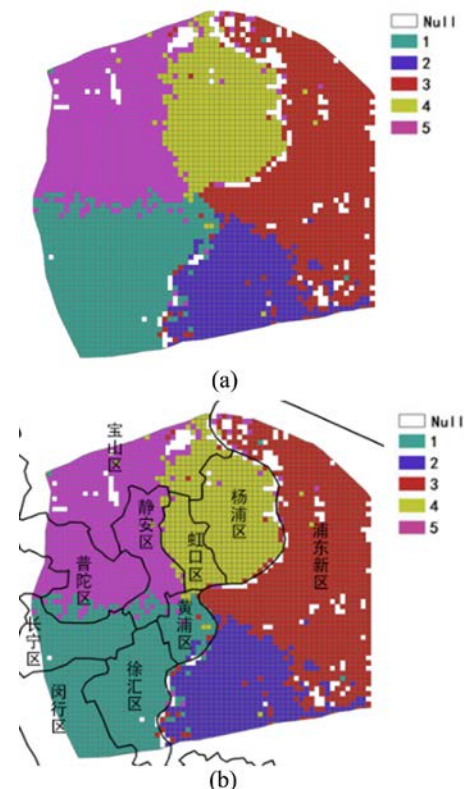 Null
1
2
3
4
5
(a)
Null
1
2
3
4
5
宝山区
静安区
杨浦区
虹口区
浦东新区
普陀区
黄浦区
长宁区
徐汇区
闵行区
(b)